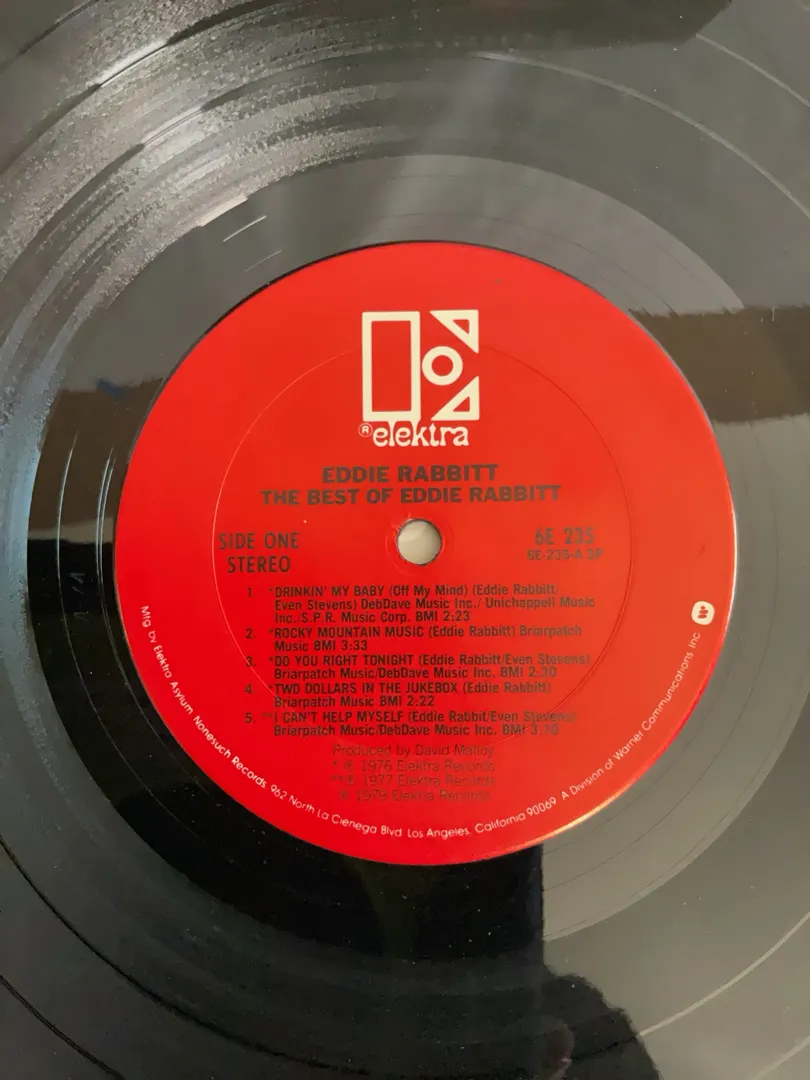 ® elektra
EDDIE RABBITT
THE BEST OF EDDIE RABBITT
SIDE ONE
STEREO
6E 235
6E-235-A SP
1. *DRINKIN' MY BABY (Off My Mind) (Eddie Rabbitt/
Even Stevens) DebDave Music Inc./ Unichappell Music
Inc./S.P.R. Music Corp. BMI 2:23
2. *ROCKY MOUNTAIN MUSIC (Eddie Rabbitt) Briarpatch
Music BMI 3:33
3. *DO YOU RIGHT TONIGHT (Eddie Rabbitt/Even Stevens)
Briarpatch Music/DebDave Music Inc. BMI 2:30
4. *TWO DOLLARS IN THE JUKEBOX (Eddie Rabbitt)
Briarpatch Music BMI 2:22
5. **I CAN'T HELP MYSELF (Eddie Rabbit/Even Stevens)
Briarpatch Music/DebDave Music Inc. BMI 3:10
Produced by David Malloy
* ℗ 1976 Elektra Records
**℗ 1977 Elektra Records
℗ 1979 Elektra Records
Mfg by Elektra Asylum Nonesuch Records, 962 North La Cienega Blvd Los Angeles, California 90069 A Division of Warner Communications Inc